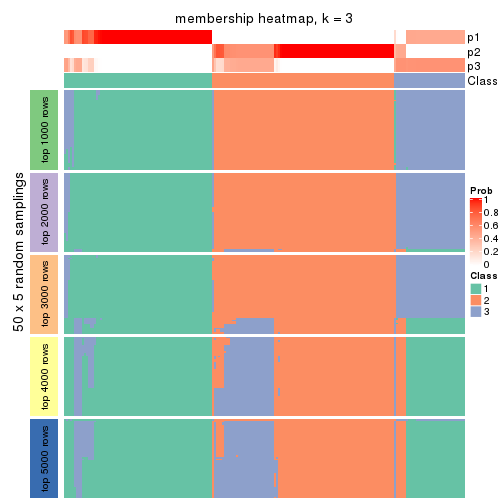 membership heatmap, k = 3
p1
p2
p3
Class
50 x 5 random samplings
top 1000 rows
top 2000 rows
top 3000 rows
top 4000 rows
top 5000 rows
Prob
1
0.8
0.6
0.4
0.2
0
Class
1
2
3